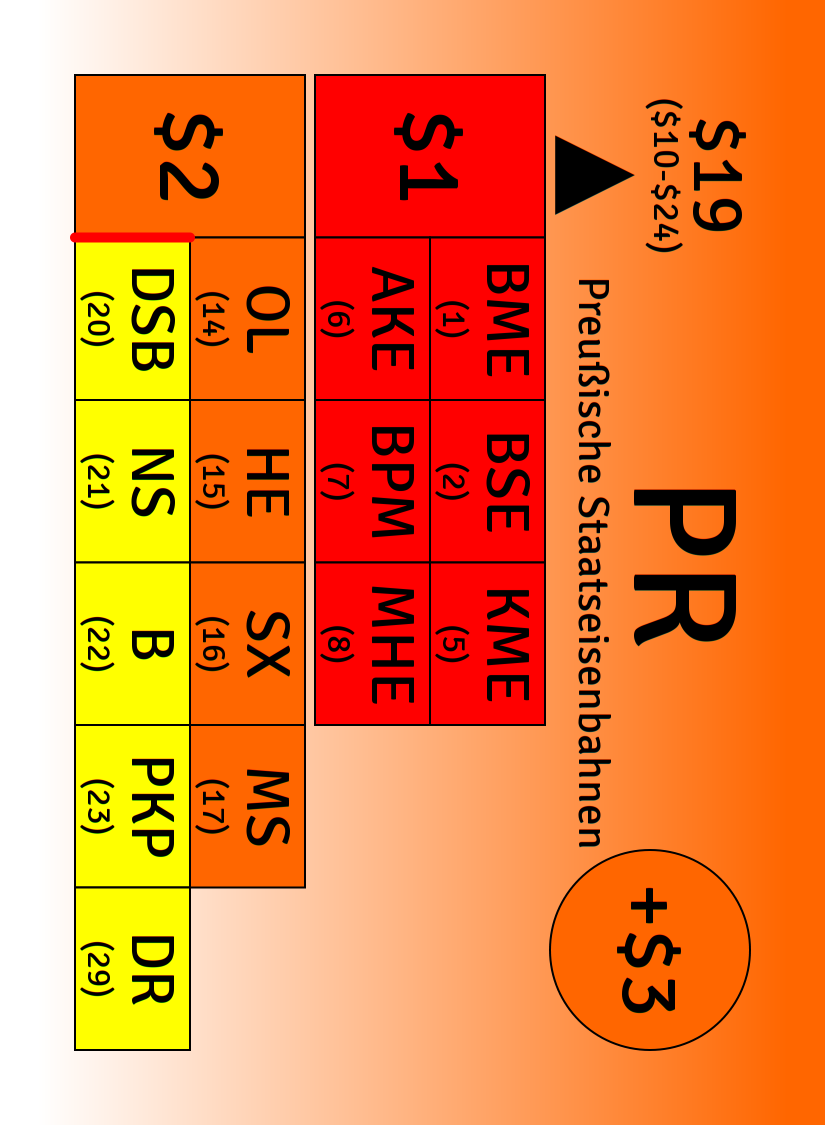 $19
($10-$24)
PR
+$3
Preußische Staatseisenbahnen
$1
BME BSE KME
(1) (2) (5)
AKE BPM MHE
(6) (7) (8)
$2
OL HE SX MS
(14) (15) (16) (17)
DSB NS B PKP DR
(20) (21) (22) (23) (29)